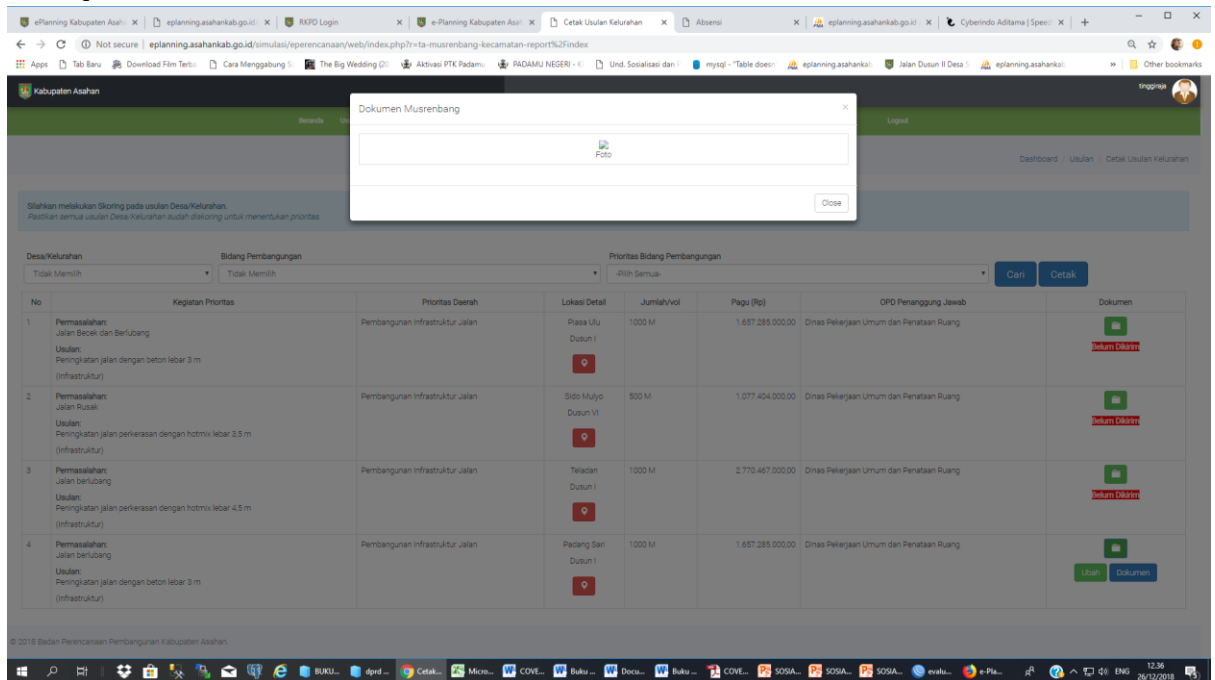 ePlanning Kabupaten Asah
eplanning.asahankab.go.id/
RKPD Login
e-Planning Kabupaten Asah
Cetak Usulan Kelurahan
Absensi
eplanning.asahankab.go.id /
Cyberindo Aditama | Speed
Not secure | eplanning.asahankab.go.id/simulasi/eperencanaan/web/index.php?r=ta-musrenbang-kecamatan-report%2Findex
Apps
Tab Baru
Download Film Terba
Cara Menggabung S
The Big Wedding (20
Aktivasi PTK Padamu
PADAMU NEGERI - K
Und. Sosialisasi dan F
mysql - "Table doesn
eplanning.asahankab
Jalan Dusun II Desa S
eplanning.asahankab
Other bookmarks
Kabupaten Asahan
tinggiraja
Dokumen Musrenbang
Beranda
Logout
Foto
Dashboard / Usulan / Cetak Usulan Kelurahan
Close
Silahkan melakukan Skoring pada usulan Desa/Kelurahan.
Pastikan semua usulan Desa/Kelurahan sudah diskoring untuk menentukan prioritas.
Desa/Kelurahan Bidang Pembangungan Prioritas Bidang Pembangungan
Tidak Memilih Tidak Memilih -Pilih Semua- Cari Cetak
No Kegiatan Prioritas Prioritas Daerah Lokasi Detail Jumlah/vol Pagu (Rp) OPD Penanggung Jawab Dokumen
1 Permasalahan: Pembangunan Infrastruktur Jalan Piasa Ulu 1000 M 1.657.285.000,00 Dinas Pekerjaan Umum dan Penataan Ruang
Jalan Becek dan Berlubang
Dusun I
Usulan:
Belum Dikirim
Peningkatan jalan dengan beton lebar 3 m
(Infrastruktur)
2 Permasalahan: Pembangunan Infrastruktur Jalan Sido Mulyo 500 M 1.077.404.000,00 Dinas Pekerjaan Umum dan Penataan Ruang
Jalan Rusak
Dusun VI
Usulan:
Belum Dikirim
Peningkatan jalan perkerasan dengan hotmix lebar 3,5 m
(Infrastruktur)
3 Permasalahan: Pembangunan Infrastruktur Jalan Teladan 1000 M 2.770.467.000,00 Dinas Pekerjaan Umum dan Penataan Ruang
Jalan berlubang
Dusun I
Usulan:
Belum Dikirim
Peningkatan jalan perkerasan dengan hotmix lebar 4,5 m
(Infrastruktur)
4 Permasalahan: Pembangunan Infrastruktur Jalan Padang Sari 1000 M 1.657.285.000,00 Dinas Pekerjaan Umum dan Penataan Ruang
Jalan berlubang
Dusun I
Usulan:
Ubah Dokumen
Peningkatan jalan dengan beton lebar 3 m
(Infrastruktur)
© 2018 Badan Perencanaan Pembangunan Kabupaten Asahan
BUKU... dprd ... Cetak... Micro... COVE... Buku ... Docu... Buku ... COVE... SOSIA... SOSIA... SOSIA... evalu... e-Pla... ENG 12.36
26/12/2018